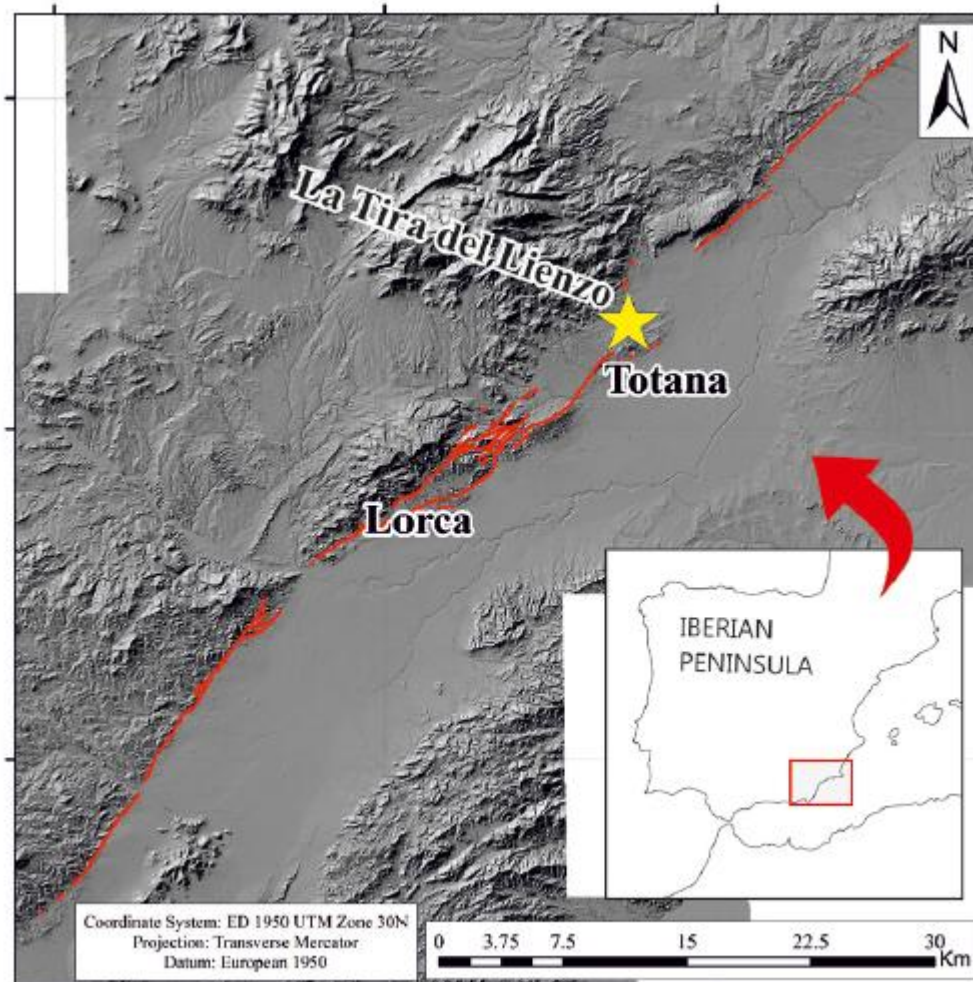 N
La Tira del Lienzo
Totana
Lorca
IBERIAN
PENINSULA
Coordinate System: ED 1950 UTM Zone 30N
Projection: Transverse Mercator
Datum: European 1950
0 3.75 7.5 15 22.5 30
Km